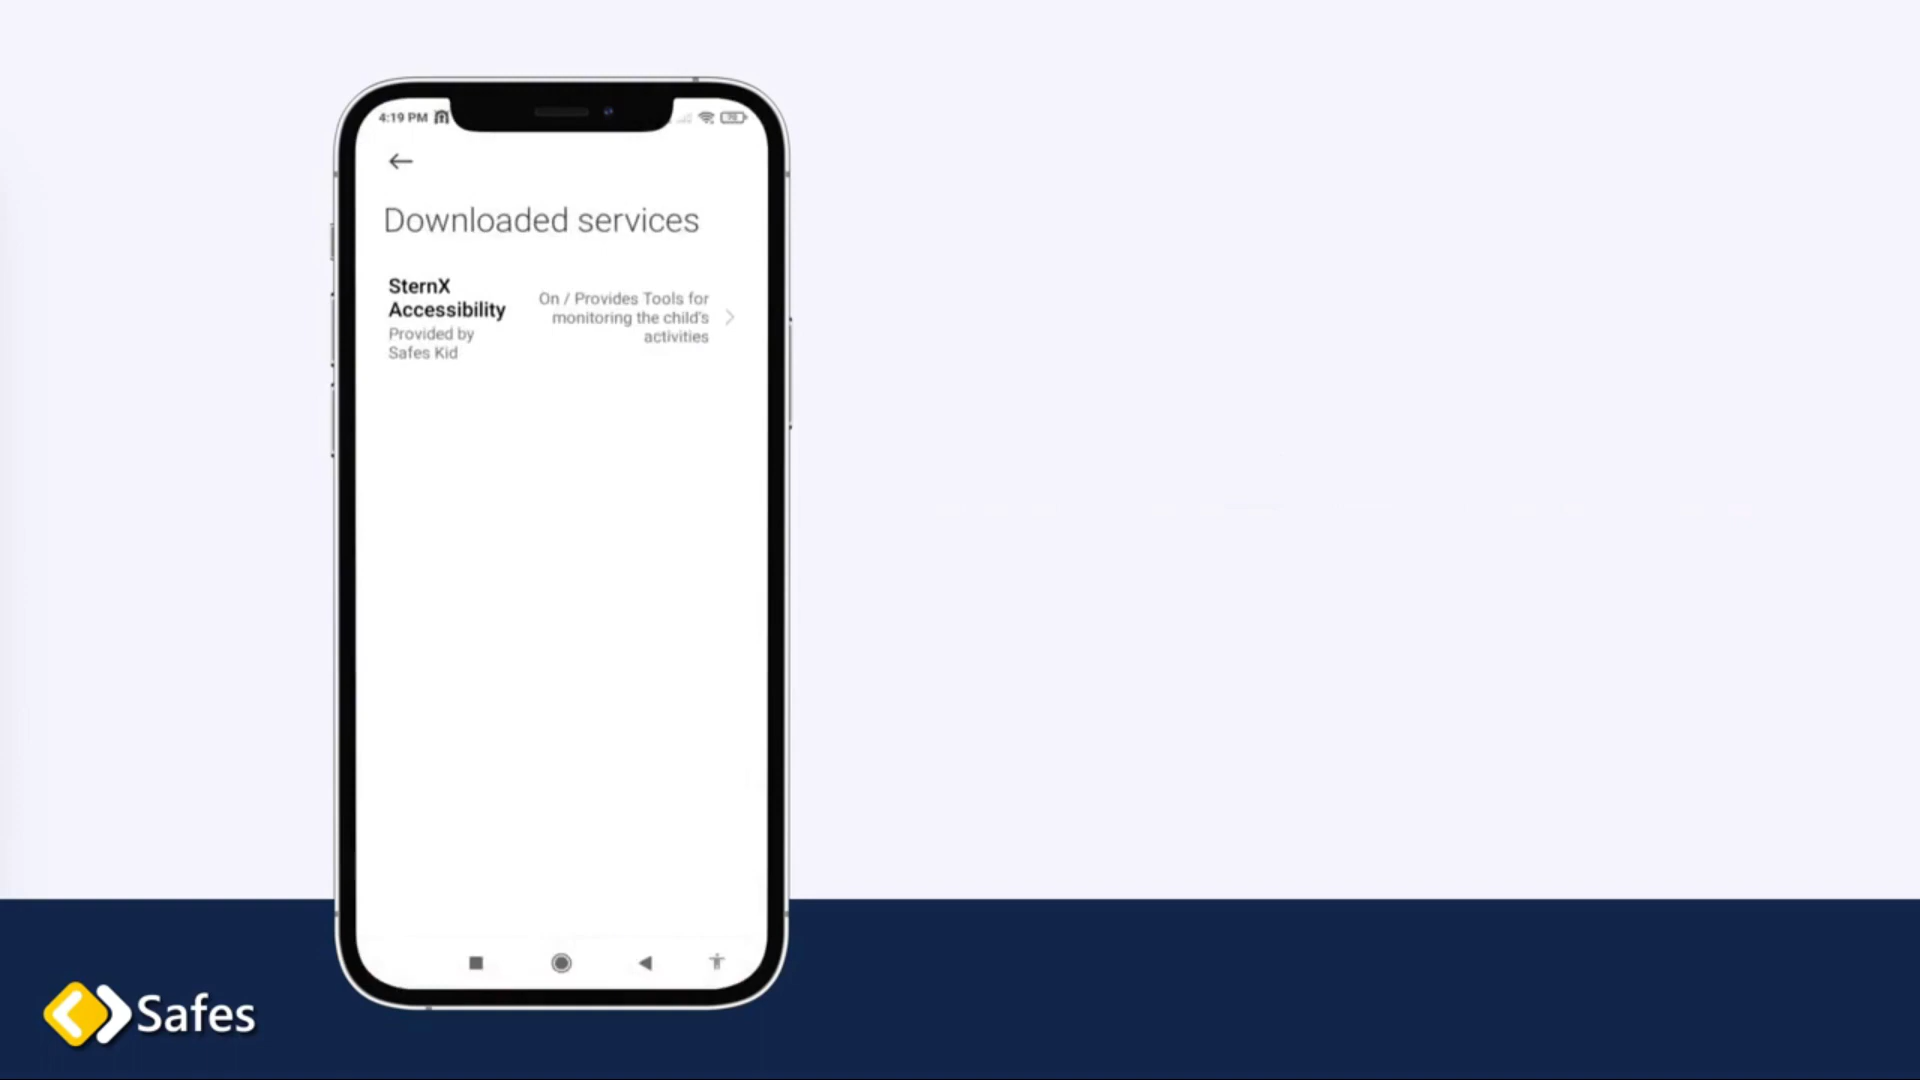 4:19 PM
70
Downloaded services
SternX
Accessibility
Provided by
Safes Kid
On / Provides Tools for
monitoring the child's
activities
Safes